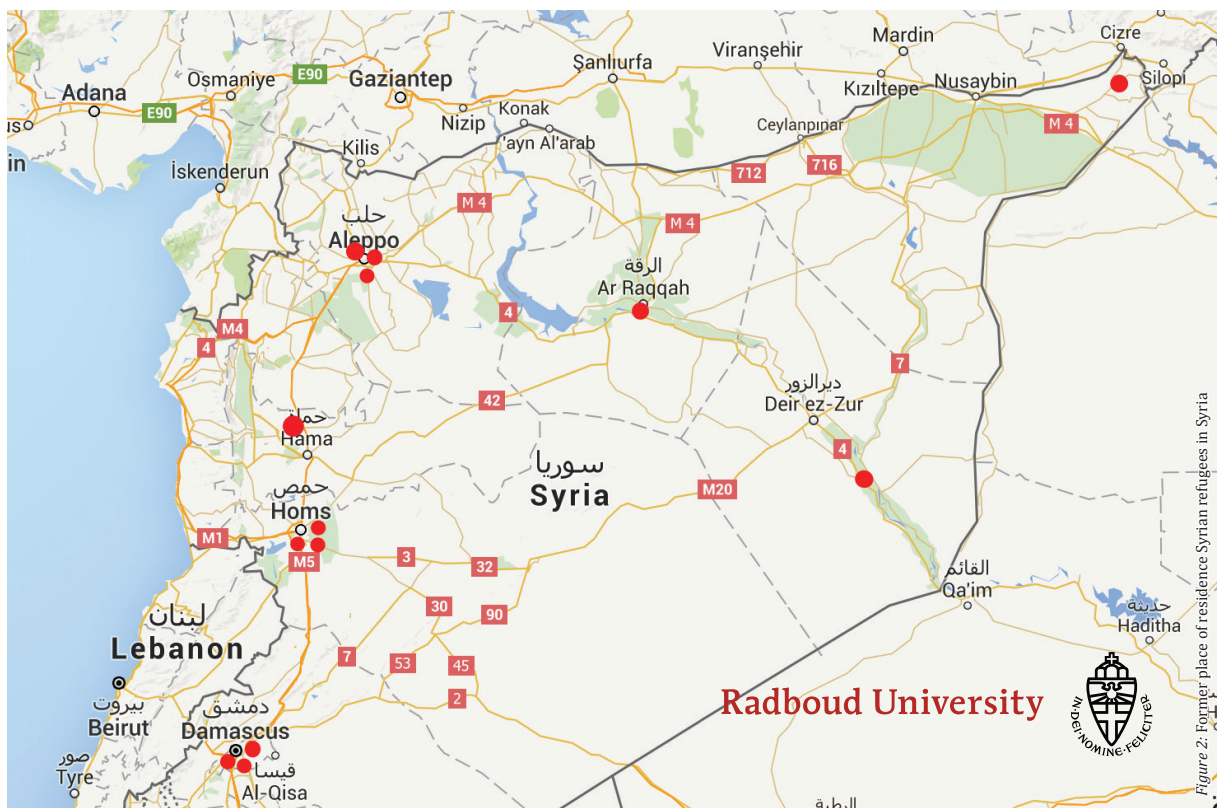 Mardin
Cizre
Viranşehir
Şanlıurfa
Gaziantep
Osmaniye
E90
Adana
E90
Silopi
Nusaybin
Kızıltepe
Konak
Nizip
'ayn Al'arab
Ceylanpınar
M 4
Kilis
in
İskenderun
712
716
M 4
حلب
Aleppo
M 4
الرقة
Ar Raqqah
4
M4
4
7
42
ديرالزور
Deir ez-Zur
حماة
Hama
4
سوريا
Syria
M20
حمص
Homs
M1
M5
3
32
القائم
Qa'im
30
90
حديثة
Haditha
لبنان
Lebanon
7
53
45
2
بيروت
Beirut
دمشق
Damascus
صور
Tyre
قيسا
Al-Qisa
Radboud University
IN·DEI·NOMINE·FELICITER
Figure 2: Former place of residence Syrian refugees in Syria